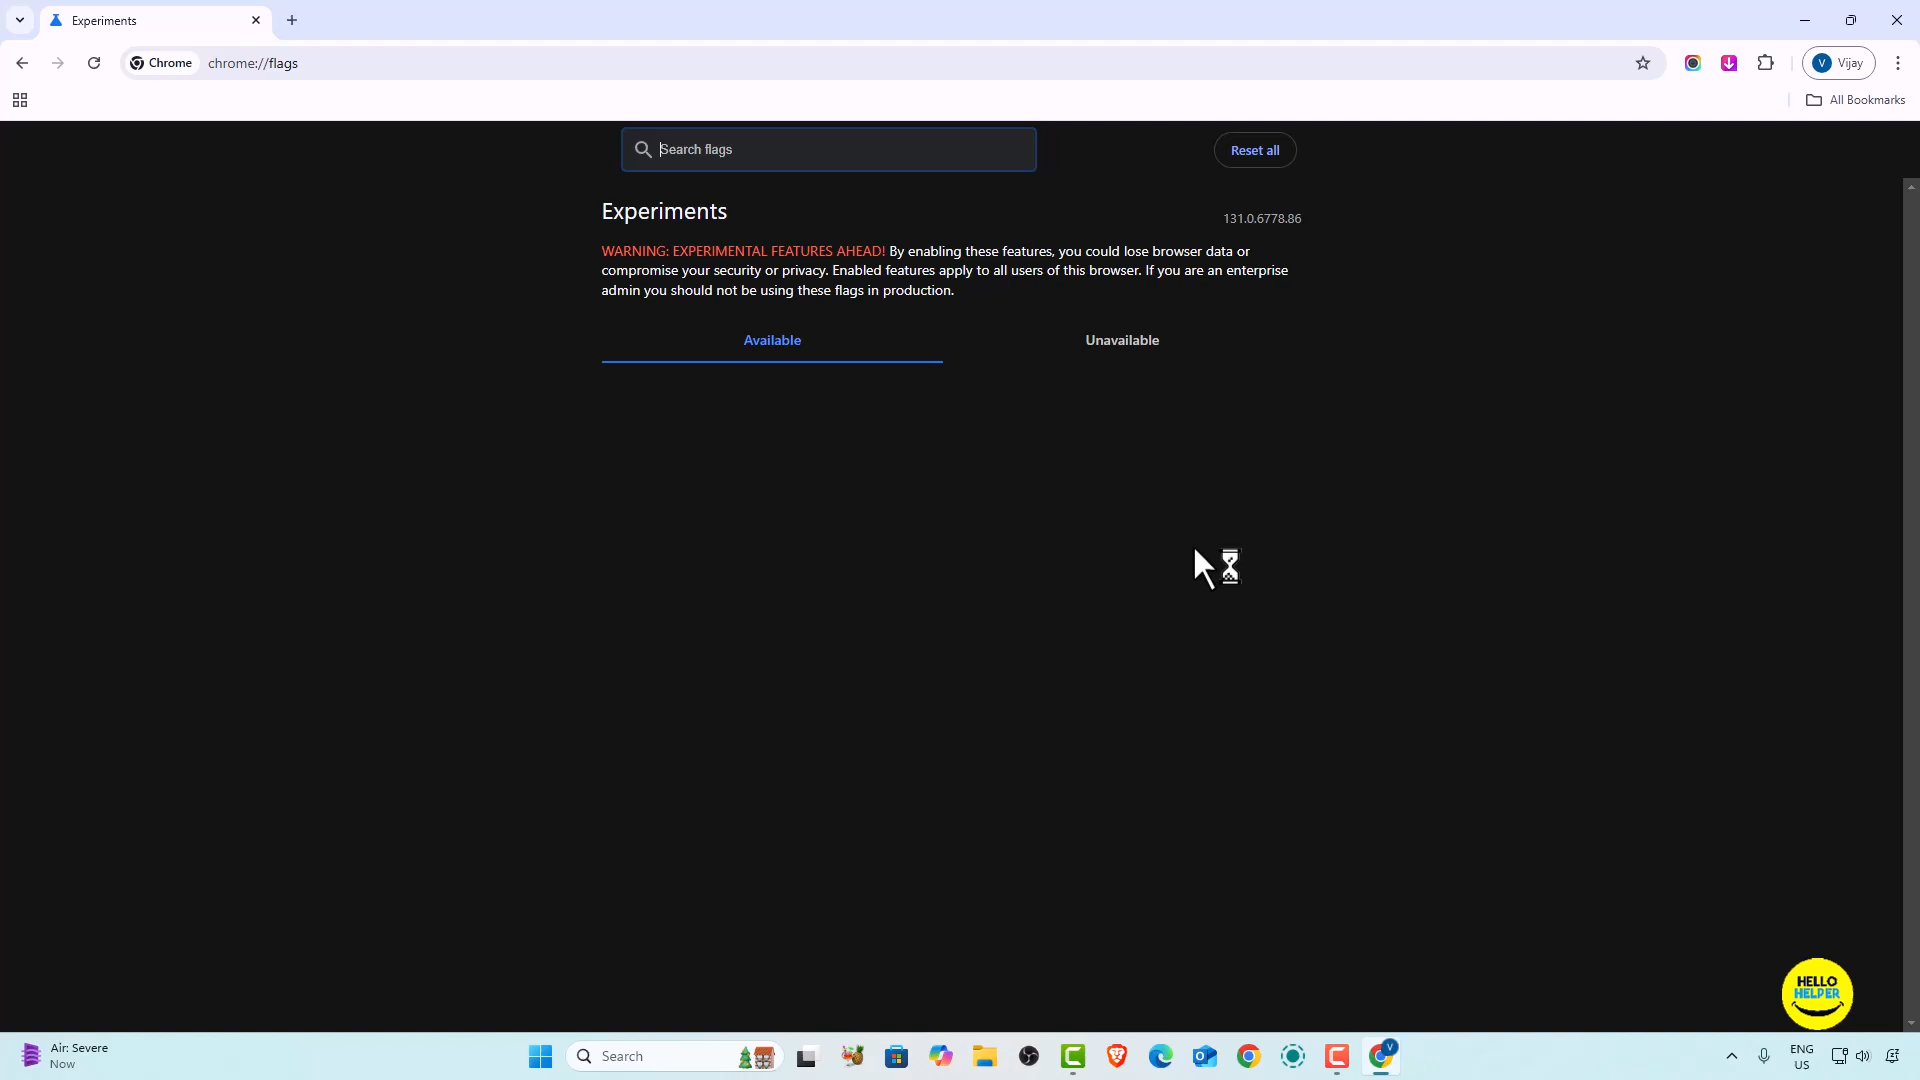 Experiments
Chrome
chrome://flags
V
Vijay
All Bookmarks
Search flags
Reset all
Experiments
131.0.6778.86
WARNING: EXPERIMENTAL FEATURES AHEAD! By enabling these features, you could lose browser data or
compromise your security or privacy. Enabled features apply to all users of this browser. If you are an enterprise
admin you should not be using these flags in production.
Available
Unavailable
HELLO
HELPER
Air: Severe
Now
Search
V
ENG
US